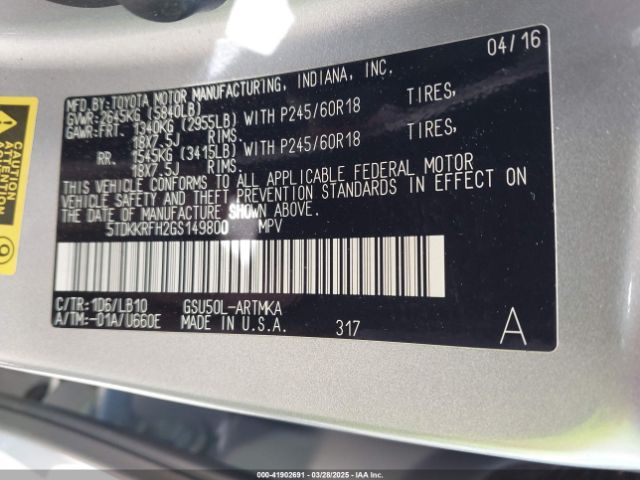 04/16
MFD.BY:TOYOTA MOTOR MANUFACTURING, INDIANA, INC.
GVWR:2645KG (5840LB)
GAWR:FRT. 1340KG (2955LB) WITH P245/60R18 TIRES,
18X7.5J RIMS.
RR. 1545KG (3415LB) WITH P245/60R18 TIRES,
18X7.5J RIMS.
THIS VEHICLE CONFORMS TO ALL APPLICABLE FEDERAL MOTOR
VEHICLE SAFETY AND THEFT PREVENTION STANDARDS IN EFFECT ON
THE DATE OF MANUFACTURE SHOWN ABOVE.
5TDKKRFH2GS149800 MPV
C/TR:1D6/LB10 GSU50L-ARTMKA
A/TM:-01A/U660E MADE IN U.S.A. 317 A
CAUTION
ATTENTION
000-41902691 | 03/28/2025 | IAA INC.